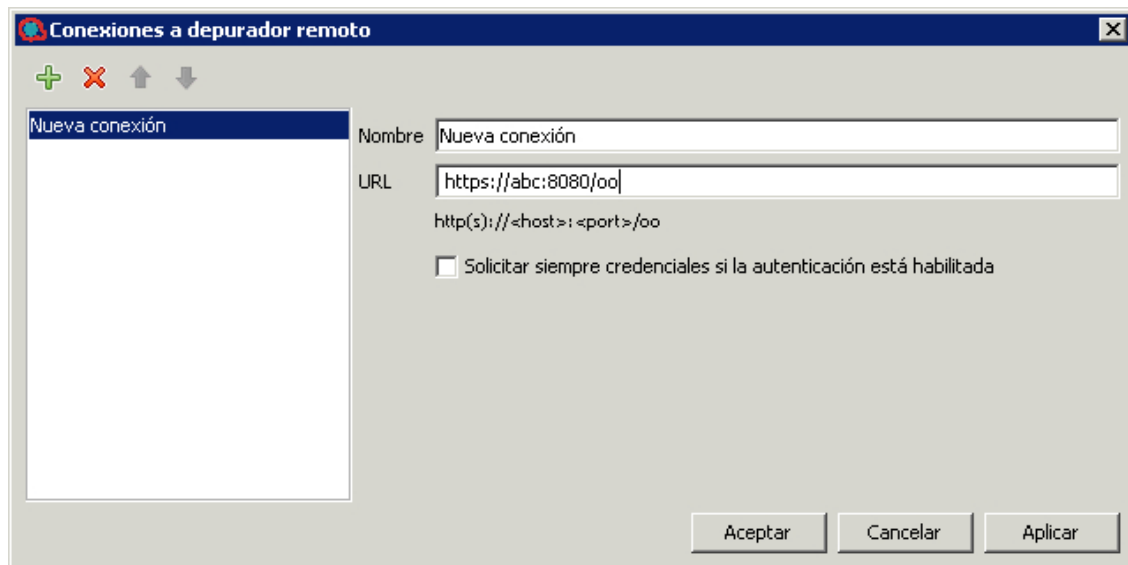 Conexiones a depurador remoto
Nueva conexión
Nombre Nueva conexión
URL https://abc:8080/oo
http(s)://<host>:<port>/oo
Solicitar siempre credenciales si la autenticación está habilitada
Aceptar Cancelar Aplicar